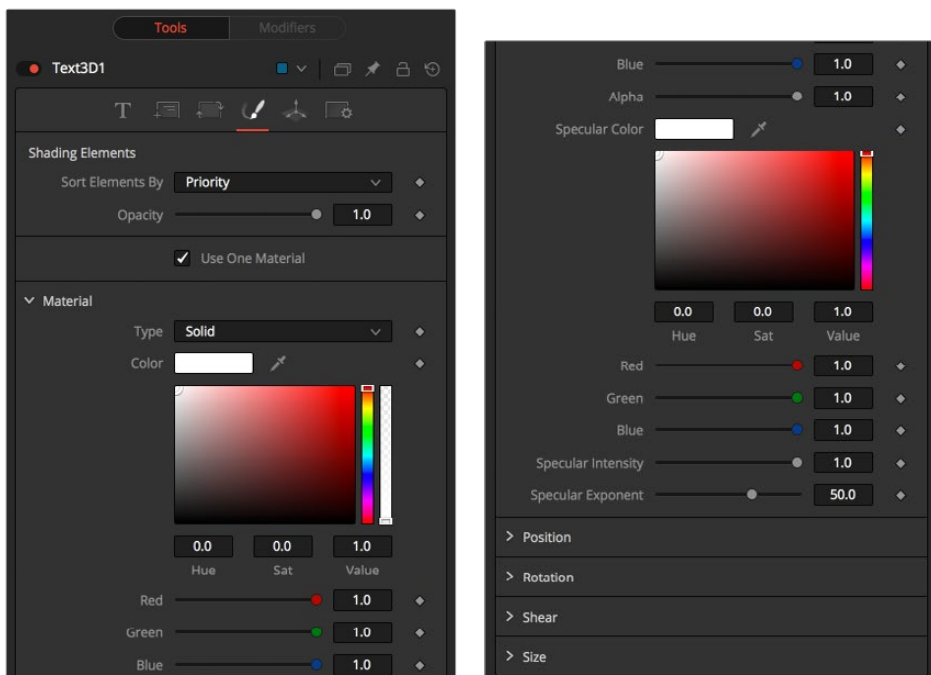 Tools Modifiers
Text3D1
T
Shading Elements
Sort Elements By Priority
Opacity 1.0
Use One Material
Material
Type Solid
Color
0.0 0.0 1.0
Hue Sat Value
Red 1.0
Green 1.0
Blue 1.0
Blue 1.0
Alpha 1.0
Specular Color
0.0 0.0 1.0
Hue Sat Value
Red 1.0
Green 1.0
Blue 1.0
Specular Intensity 1.0
Specular Exponent 50.0
Position
Rotation
Shear
Size